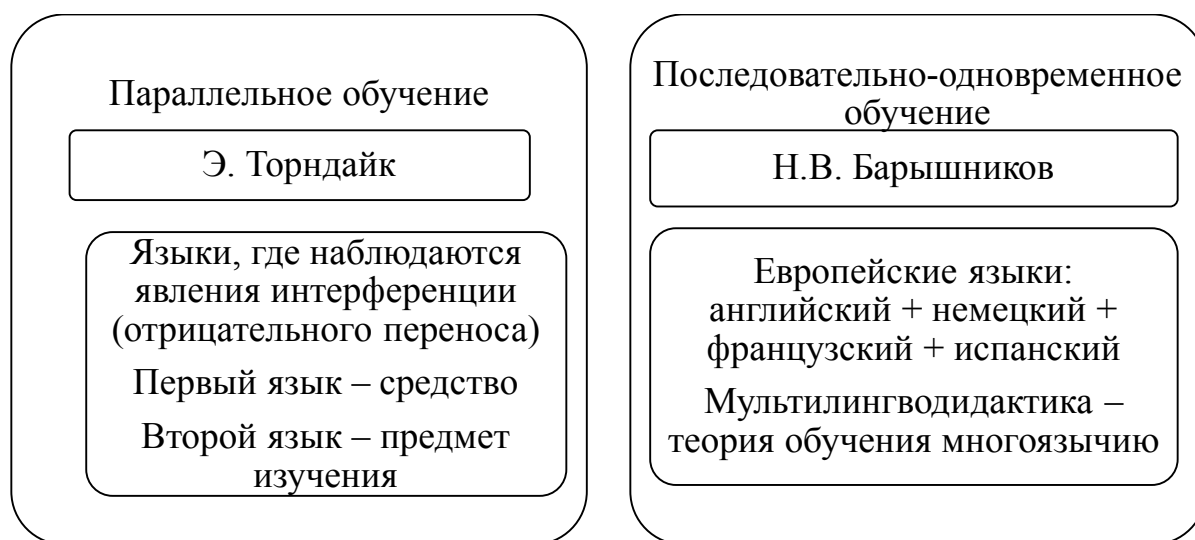 Параллельное обучение
Э. Торндайк
Языки, где наблюдаются
явления интерференции
(отрицательного переноса)
Первый язык – средство
Второй язык – предмет
изучения
Последовательно-одновременное
обучение
Н.В. Барышников
Европейские языки:
английский + немецкий +
французский + испанский
Мультилингводидактика –
теория обучения многоязычию